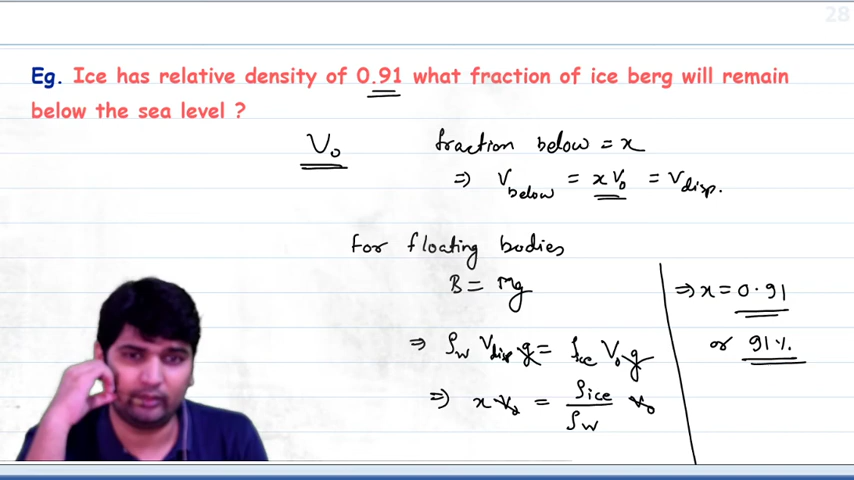 28
Eg. Ice has relative density of 0.91 what fraction of ice berg will remain
below the sea level ?
V₀
fraction below = x
⇒ V_below = x V₀ = V_disp.
For floating bodies
B = Mg
⇒ ρ_w V_disp g = ρ_ice V₀ g
⇒ x V₀ = ρ_ice/ρ_w V₀
⇒ x = 0.91
or 91%.